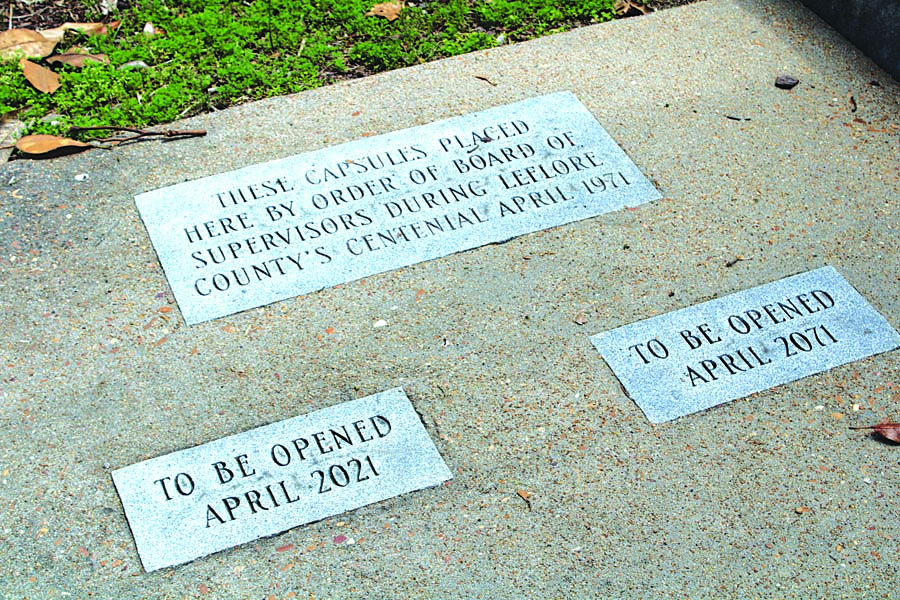 THESE CAPSULES PLACED
HERE BY ORDER OF BOARD OF
SUPERVISORS DURING LEFLORE
COUNTY'S CENTENIAL APRIL 1971
TO BE OPENED
APRIL 2071
TO BE OPENED
APRIL 2021